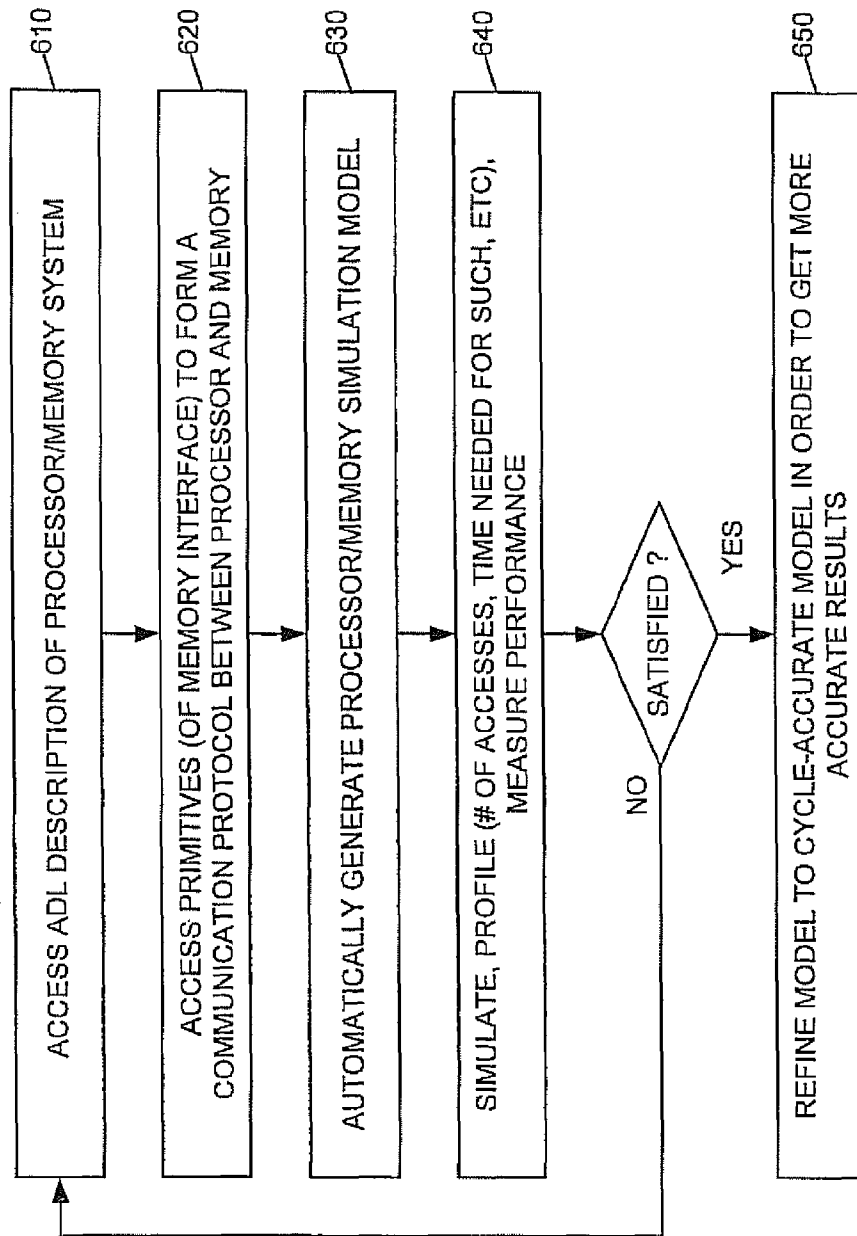 ACCESS ADL DESCRIPTION OF PROCESSOR/MEMORY SYSTEM
610
ACCESS PRIMITIVES (OF MEMORY INTERFACE) TO FORM A
COMMUNICATION PROTOCOL BETWEEN PROCESSOR AND MEMORY
620
AUTOMATICALLY GENERATE PROCESSOR/MEMORY SIMULATION MODEL
630
SIMULATE, PROFILE (# OF ACCESSES, TIME NEEDED FOR SUCH, ETC),
MEASURE PERFORMANCE
640
SATISFIED ?
NO
YES
REFINE MODEL TO CYCLE-ACCURATE MODEL IN ORDER TO GET MORE
ACCURATE RESULTS
650